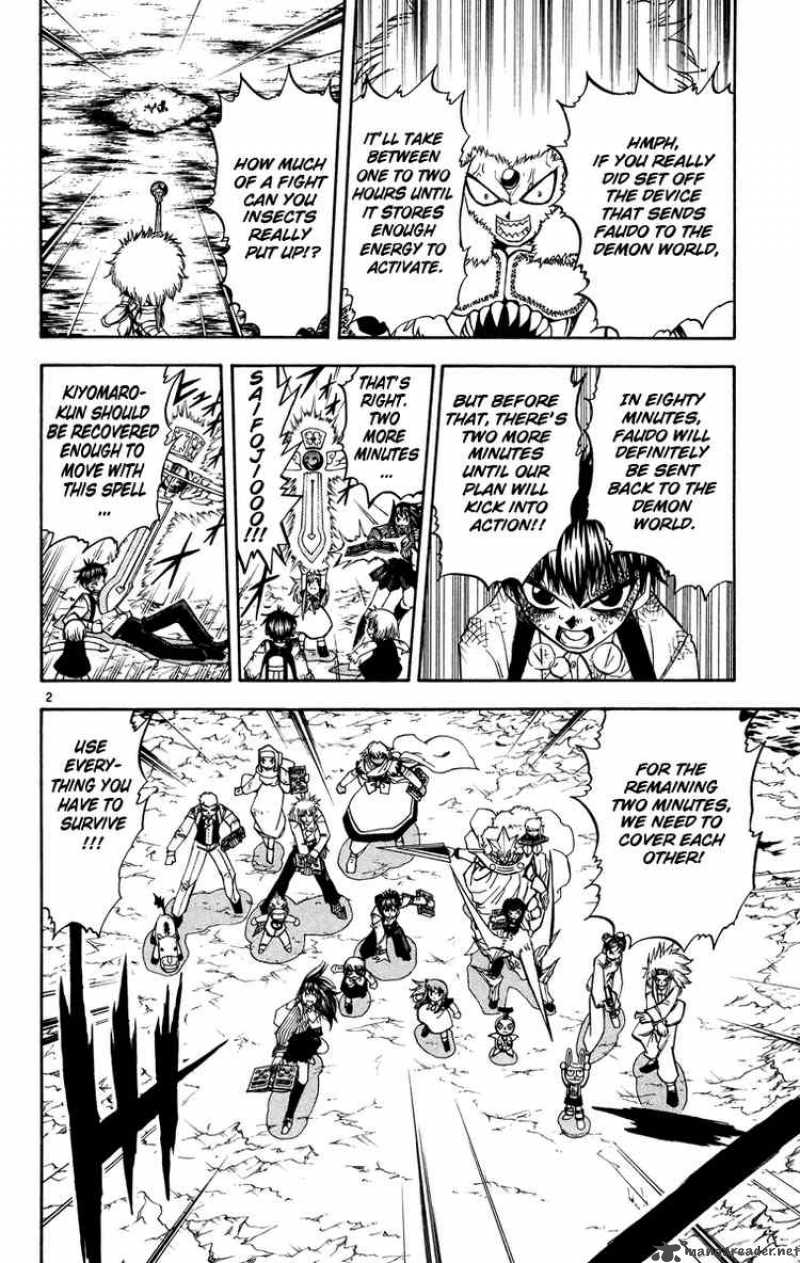 HMPH,
IF YOU REALLY
DID SET OFF
THE DEVICE
THAT SENDS
FAUDO TO THE
DEMON WORLD,
IT'LL TAKE
BETWEEN
ONE TO TWO
HOURS UNTIL
IT STORES
ENOUGH
ENERGY TO
ACTIVATE.
HOW MUCH
OF A FIGHT
CAN YOU
INSECTS
REALLY
PUT UP!?
IN EIGHTY
MINUTES,
FAUDO WILL
DEFINITELY
BE SENT
BACK TO THE
DEMON
WORLD.
BUT BEFORE
THAT, THERE'S
TWO MORE
MINUTES
UNTIL OUR
PLAN WILL
KICK INTO
ACTION!!
THAT'S
RIGHT.
TWO
MORE
MINUTES
...
SAIFOJIOOO!!!
KIYOMARO-
KUN SHOULD
BE RECOVERED
ENOUGH TO
MOVE WITH
THIS SPELL
...
2
FOR THE
REMAINING
TWO MINUTES,
WE NEED TO
COVER EACH
OTHER!
USE
EVERY-
THING YOU
HAVE TO
SURVIVE
!!!
mangareader.net